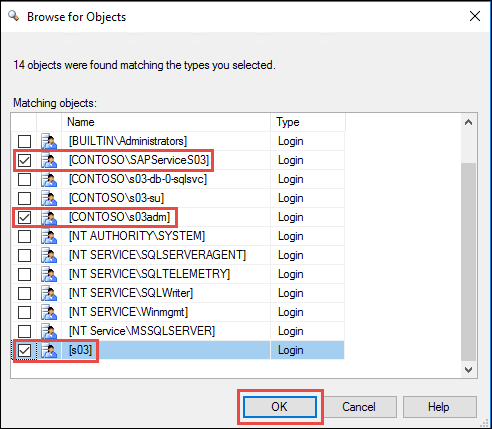 Browse for Objects
14 objects were found matching the types you selected.
Matching objects:
Name Type
[BUILTIN\Administrators] Login
[CONTOSO\SAPServiceS03] Login
[CONTOSO\s03-db-0-sqlsvc] Login
[CONTOSO\s03-su] Login
[CONTOSO\s03adm] Login
[NT AUTHORITY\SYSTEM] Login
[NT SERVICE\SQLSERVERAGENT] Login
[NT SERVICE\SQLTELEMETRY] Login
[NT SERVICE\SQLWriter] Login
[NT SERVICE\Winmgmt] Login
[NT Service\MSSQLSERVER] Login
[s03] Login
OK Cancel Help